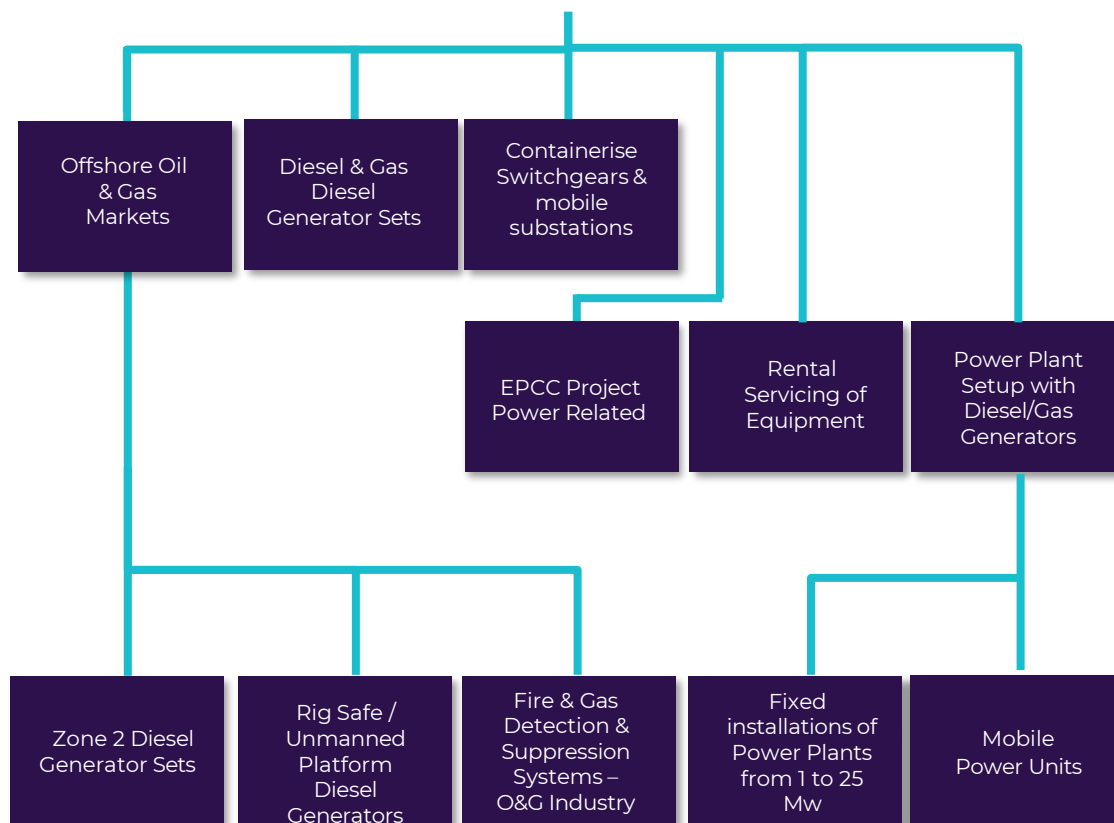 Offshore Oil
& Gas
Markets
Diesel & Gas
Diesel
Generator Sets
Containerise
Switchgears &
mobile
substations
EPCC Project
Power Related
Rental
Servicing of
Equipment
Power Plant
Setup with
Diesel/Gas
Generators
Zone 2 Diesel
Generator Sets
Rig Safe /
Unmanned
Platform
Diesel
Generators
Fire & Gas
Detection &
Suppression
Systems –
O&G Industry
Fixed
installations of
Power Plants
from 1 to 25
Mw
Mobile
Power Units